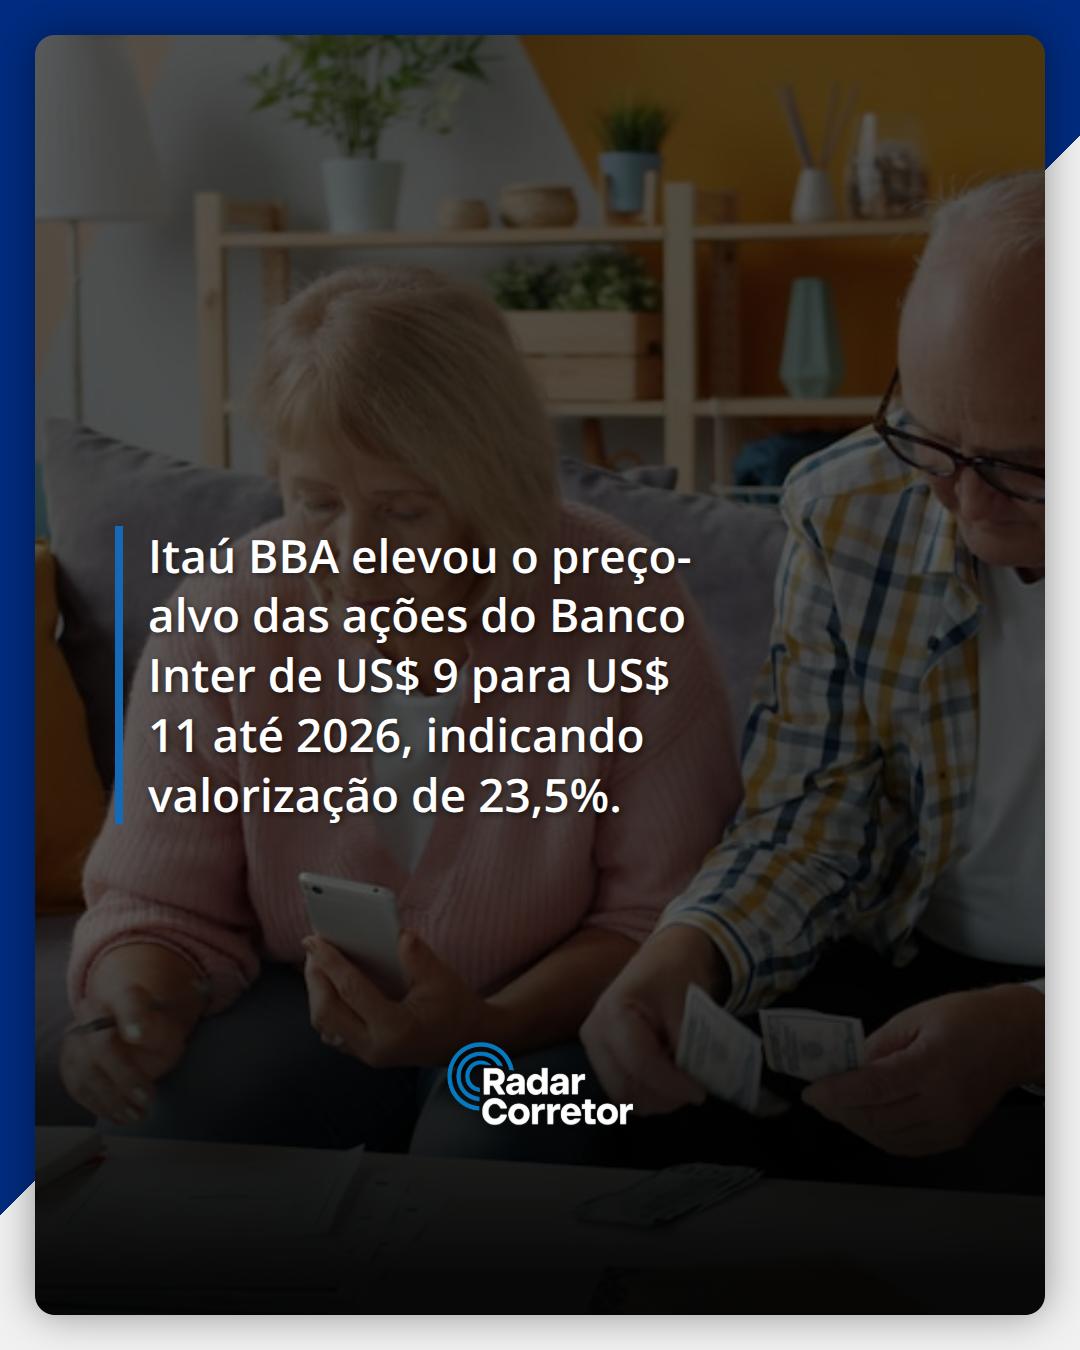 Itaú BBA elevou o preço-
alvo das ações do Banco
Inter de US$ 9 para US$
11 até 2026, indicando
valorização de 23,5%.
Radar
Corretor